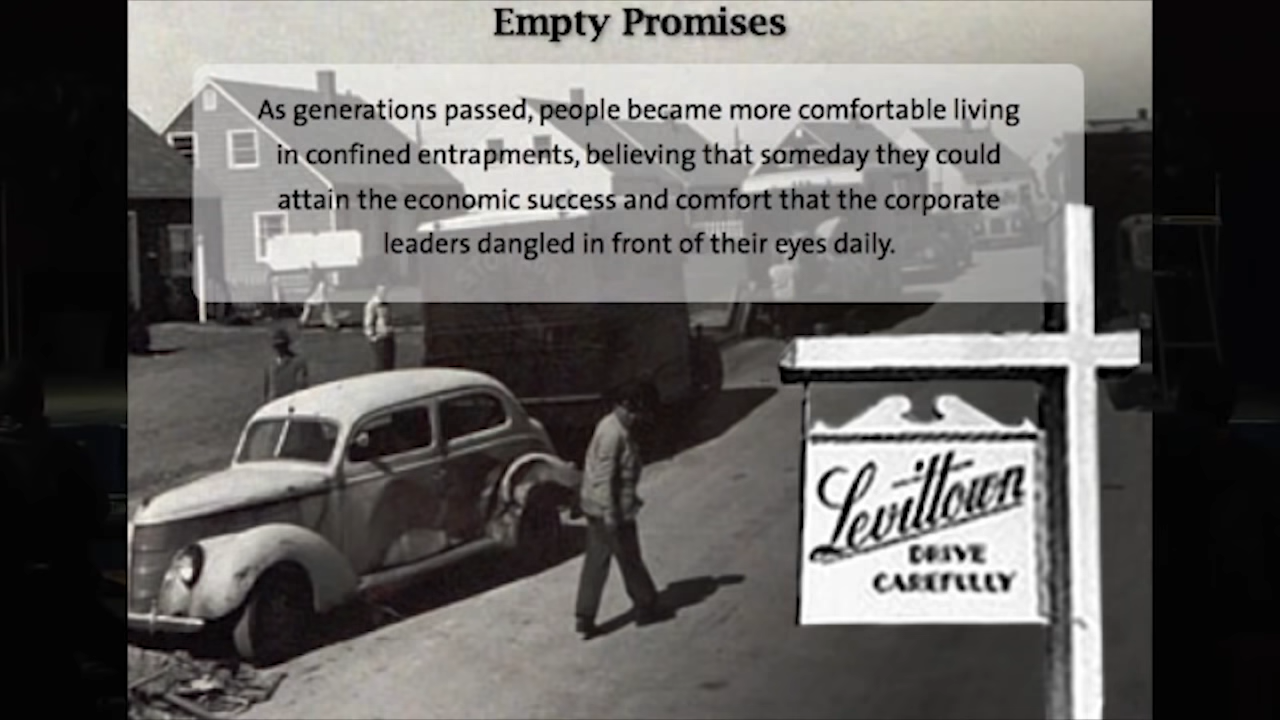 Empty Promises
As generations passed, people became more comfortable living
in confined entrapments, believing that someday they could
attain the economic success and comfort that the corporate
leaders dangled in front of their eyes daily.
Levittown
DRIVE
CAREFULLY